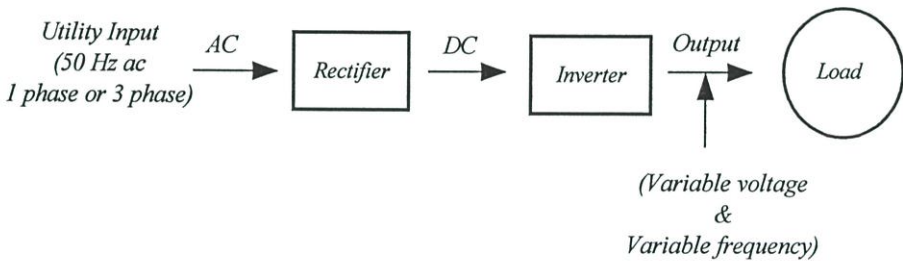 Utility Input
(50 Hz ac
1 phase or 3 phase)
AC
Rectifier
DC
Inverter
Output
Load
(Variable voltage
&
Variable frequency)